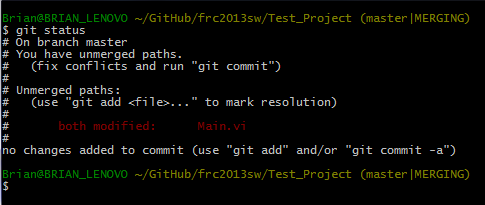 Brian@BRIAN_LENOVO ~/GitHub/frc2013sw/Test_Project (master|MERGING)
$ git status
# On branch master
# You have unmerged paths.
#   (fix conflicts and run "git commit")
#
# Unmerged paths:
#   (use "git add <file>..." to mark resolution)
#
#       both modified:      Main.vi
#
no changes added to commit (use "git add" and/or "git commit -a")
Brian@BRIAN_LENOVO ~/GitHub/frc2013sw/Test_Project (master|MERGING)
$